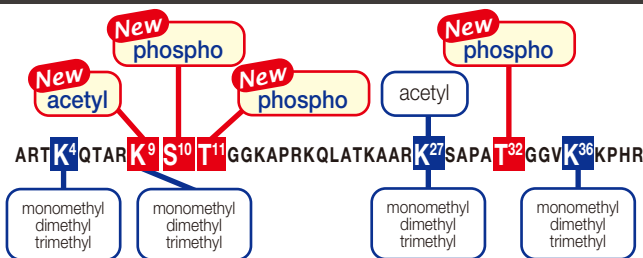 New
phospho
New
phospho
New
acetyl
New
phospho
acetyl
ARTK4QTARK9S10T11GGKAPRKQLATKAARK27SAPAT32GGVK36KPHR
monomethyl
dimethyl
trimethyl
monomethyl
dimethyl
trimethyl
monomethyl
dimethyl
trimethyl
monomethyl
dimethyl
trimethyl